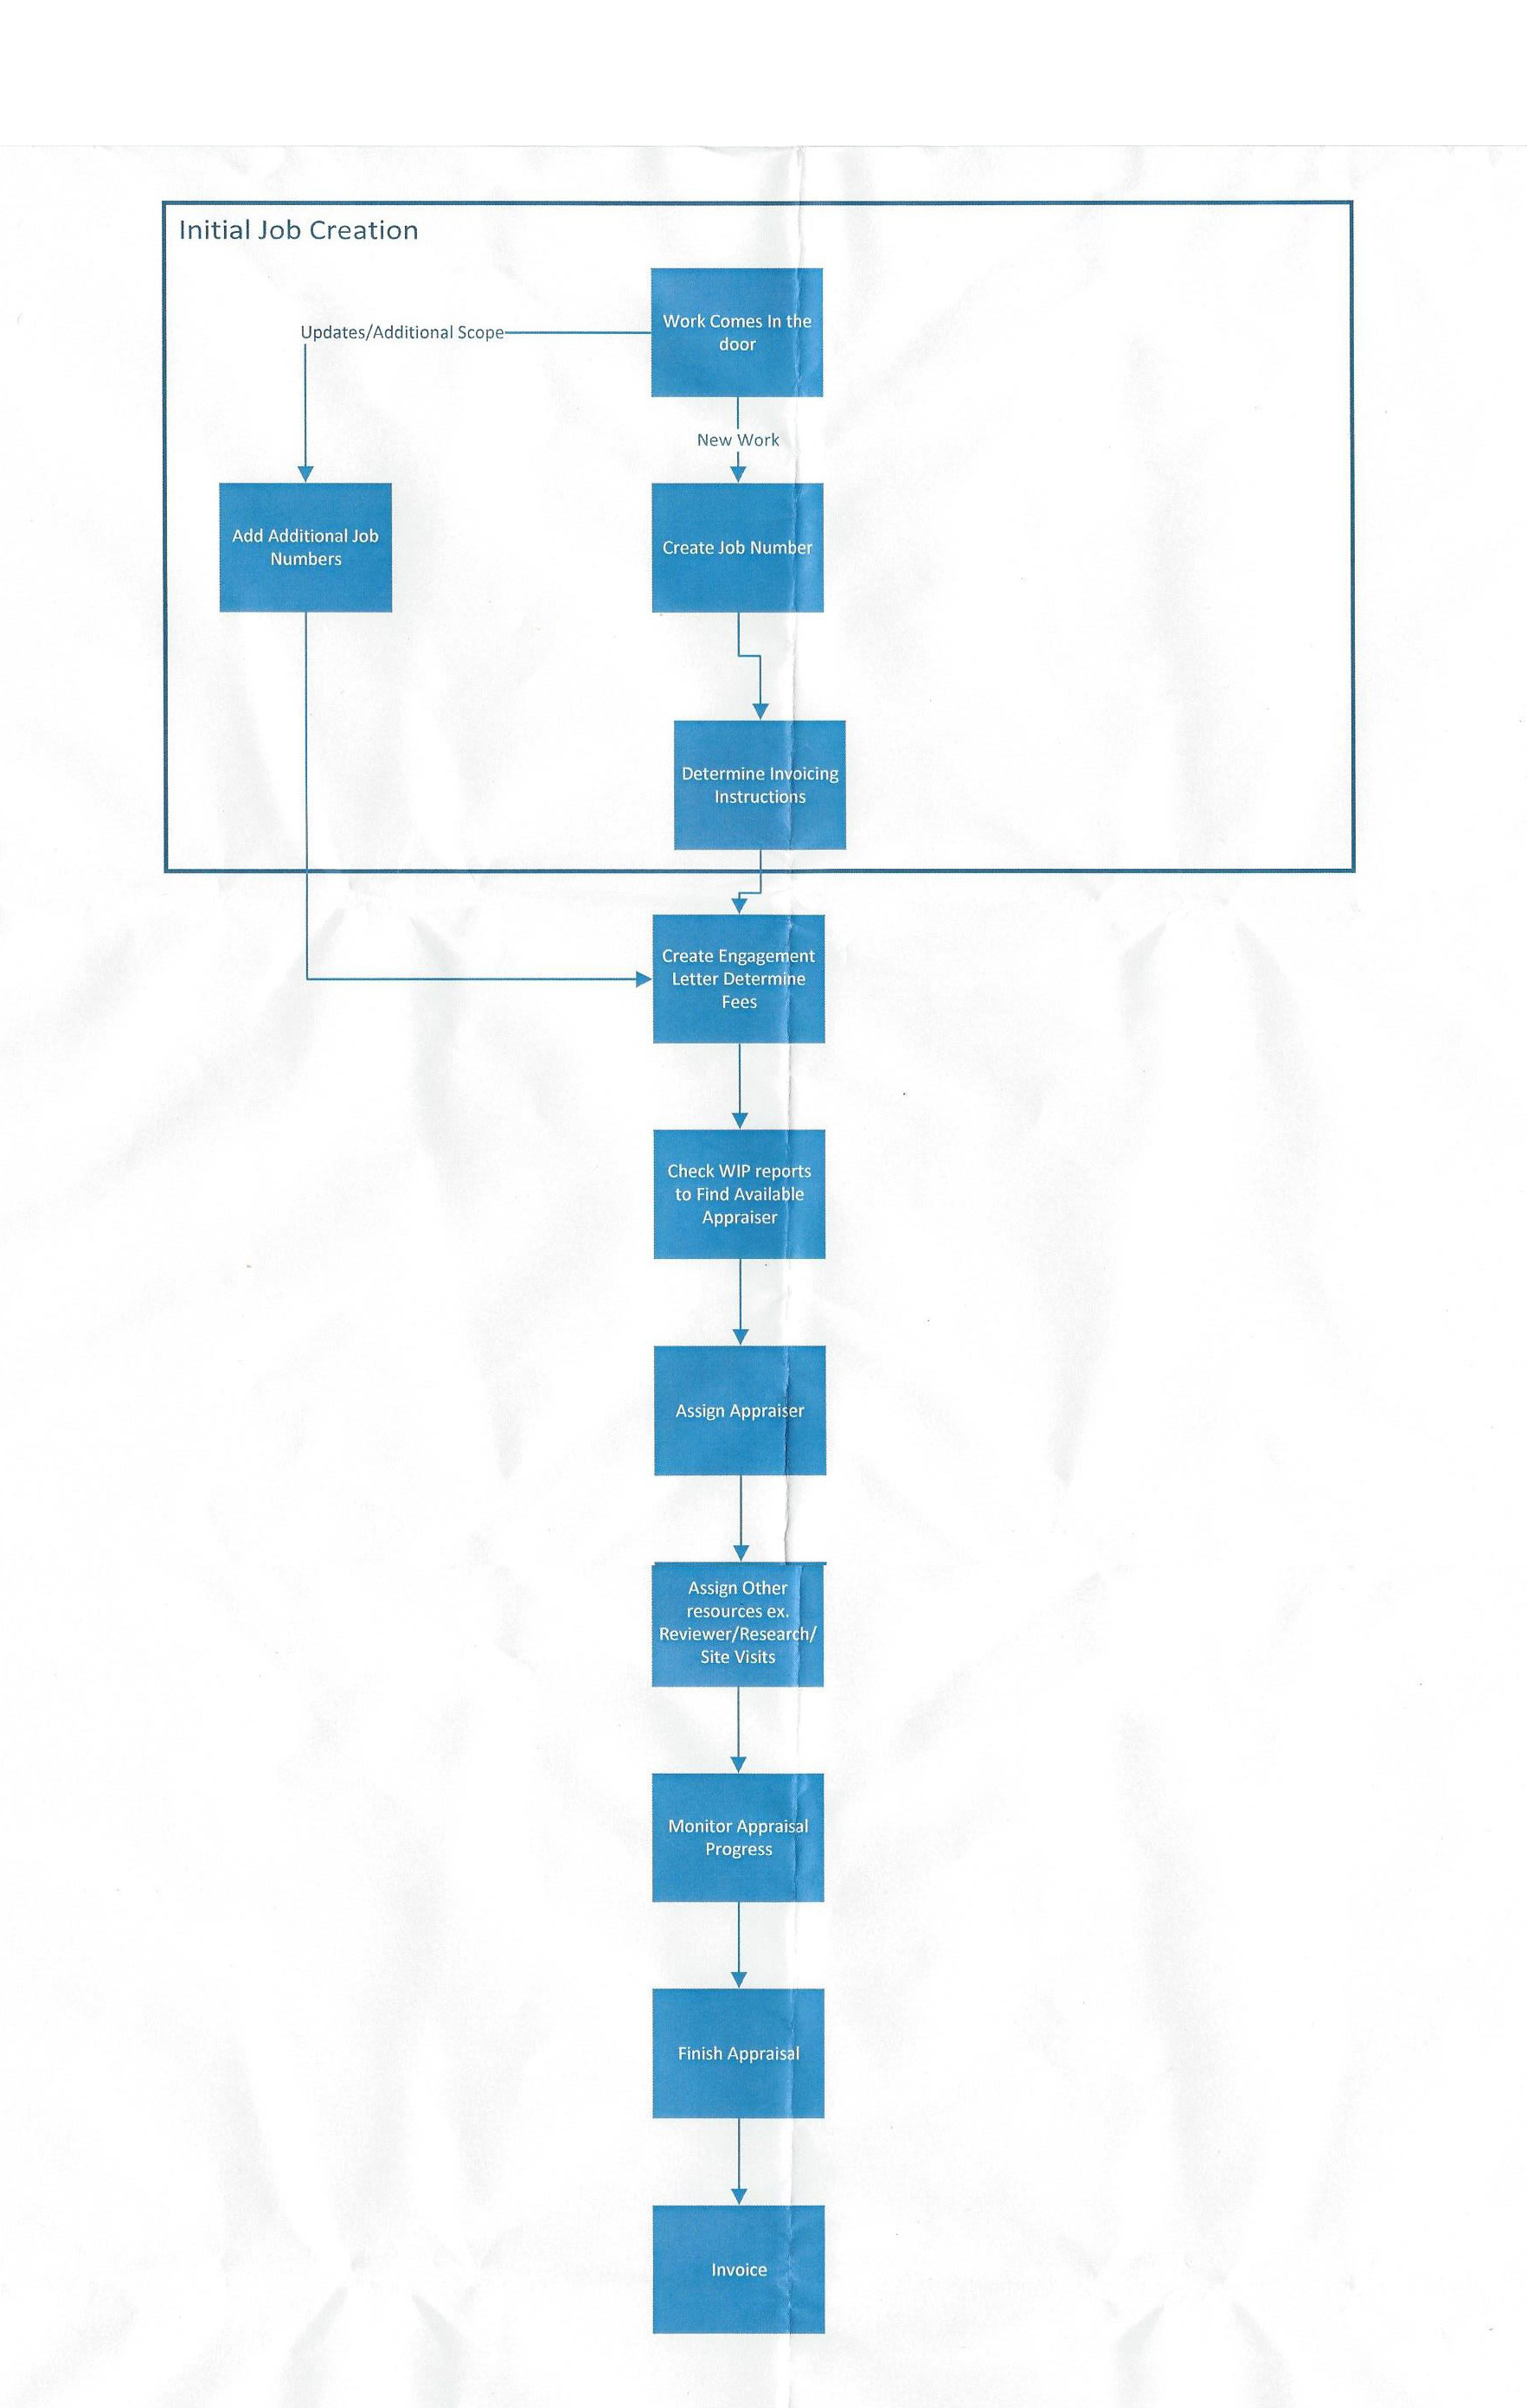 Initial Job Creation
Work Comes In the
door
Updates/Additional Scope
New Work
Add Additional Job
Numbers
Create Job Number
Determine Invoicing
Instructions
Create Engagement
Letter Determine
Fees
Check WIP reports
to Find Available
Appraiser
Assign Appraiser
Assign Other
resources ex.
Reviewer/Research/
Site Visits
Monitor Appraisal
Progress
Finish Appraisal
Invoice